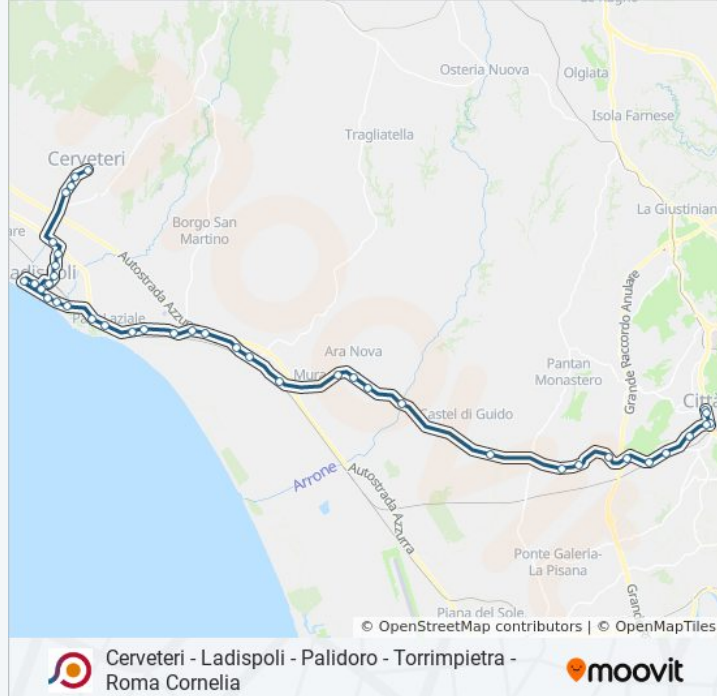 Osteria Nuova
Olgiata
Isola Farnese
Tragliatella
Cerveteri
La Giustinian
Borgo San
Martino
Autostrada Azzurra
Grande Raccordo Anulare
Ara Nova
Pantan
Monastero
Castel di Guido
Arrone
Autostrada Azzurra
Ponte Galeria-
La Pisana
Piana del Sole
© OpenStreetMap contributors | © OpenMapTiles
Cerveteri - Ladispoli - Palidoro - Torrimpietra -
Roma Cornelia
moovit